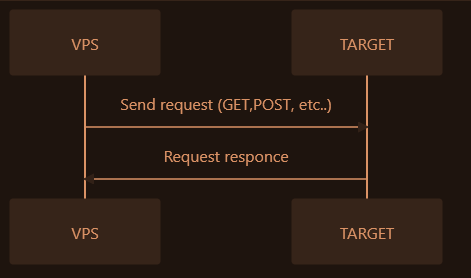 VPS TARGET
Send request (GET,POST, etc..)
Request responce
VPS TARGET